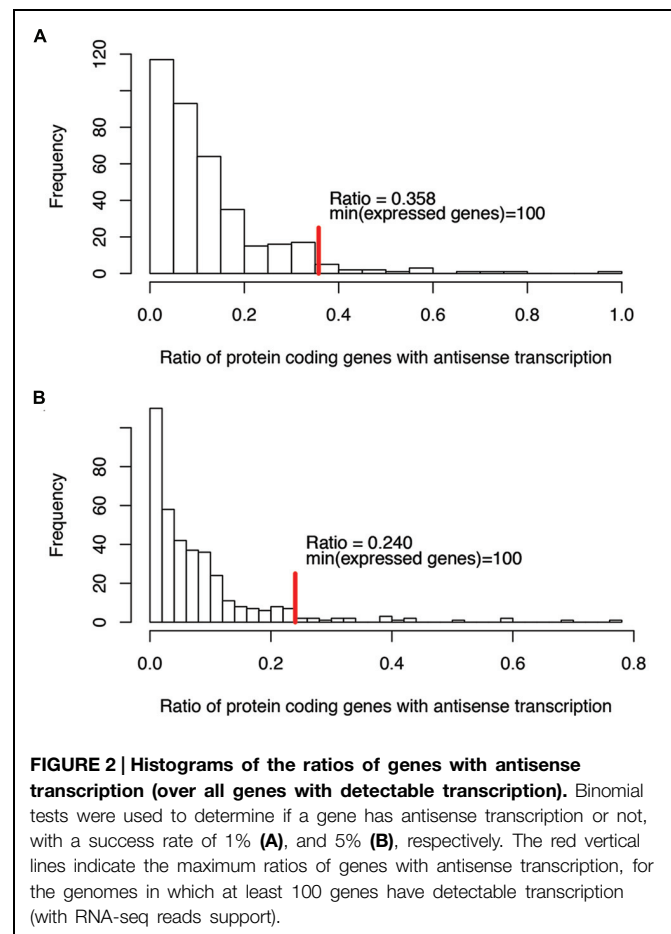 A
Frequency
120
80
60
40
20
0
Ratio = 0.358
min(expressed genes)=100
0.0 0.2 0.4 0.6 0.8 1.0
Ratio of protein coding genes with antisense transcription
B
Frequency
80
60
40
20
0
Ratio = 0.240
min(expressed genes)=100
0.0 0.2 0.4 0.6 0.8
Ratio of protein coding genes with antisense transcription
FIGURE 2 | Histograms of the ratios of genes with antisense
transcription (over all genes with detectable transcription). Binomial
tests were used to determine if a gene has antisense transcription or not,
with a success rate of 1% (A), and 5% (B), respectively. The red vertical
lines indicate the maximum ratios of genes with antisense transcription, for
the genomes in which at least 100 genes have detectable transcription
(with RNA-seq reads support).